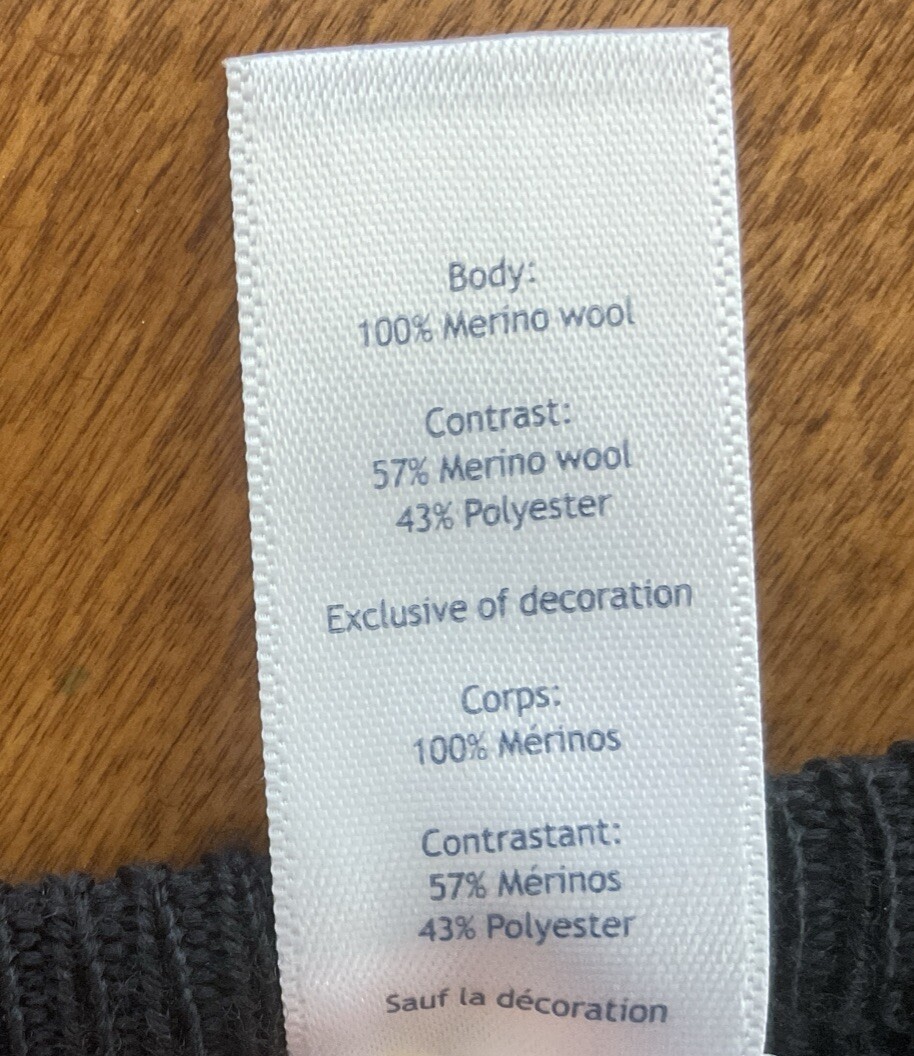 Body:
100% Merino wool
Contrast:
57% Merino wool
43% Polyester
Exclusive of decoration
Corps:
100% Mérinos
Contrastant:
57% Mérinos
43% Polyester
Sauf la décoration